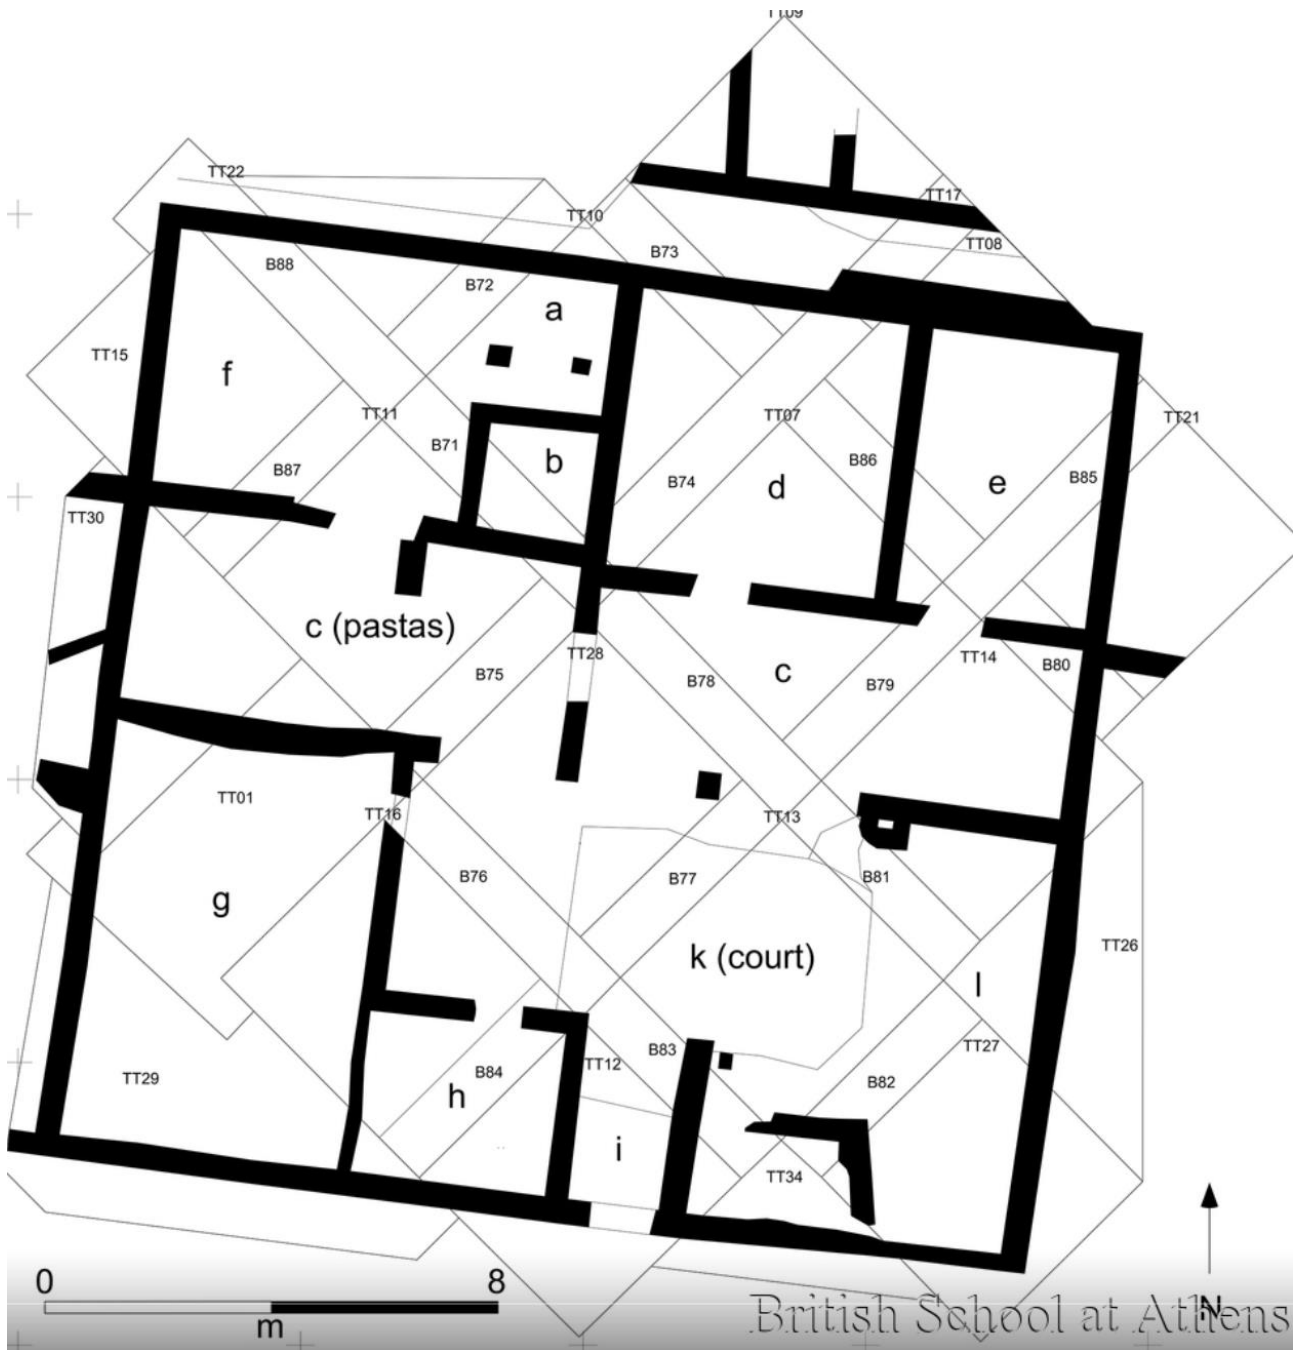 TT09
TT22
TT17
TT10
TT08
B73
B88
B72
a
TT15
f
TT11
TT07
TT21
B71
b
B86
B87
B74
d
e
B85
TT30
c (pastas)
TT28
TT14
B80
B75
B78
c
B79
TT01
TT16
TT13
B76
B77
B81
g
k (court)
TT26
l
B83
TT27
TT12
B84
B82
TT29
h
i
TT34
0
8
m
N
British School at Athens